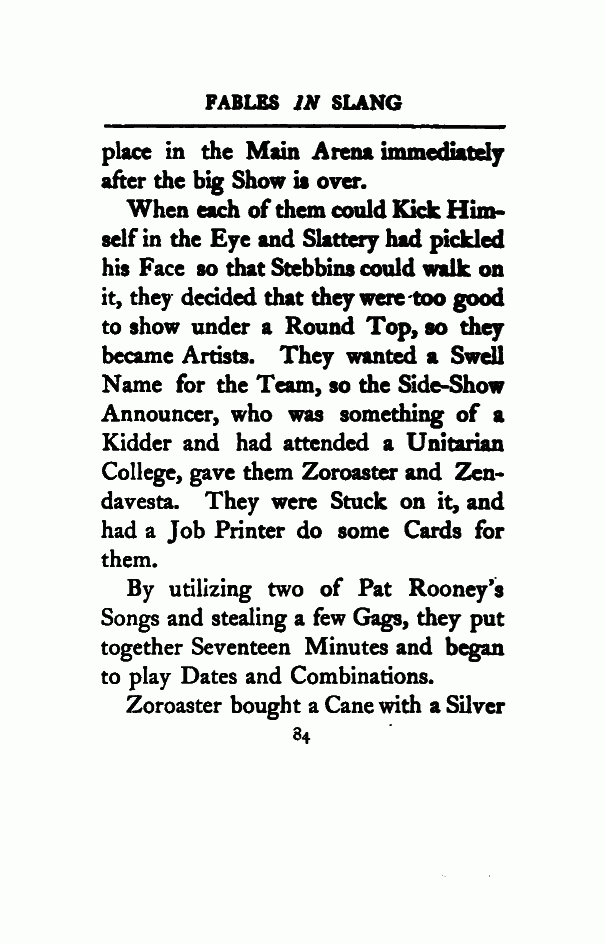 FABLES IN SLANG
place in the Main Arena immediately
after the big Show is over.
When each of them could Kick Him-
self in the Eye and Slattery had pickled
his Face so that Stebbins could walk on
it, they decided that they were too good
to show under a Round Top, so they
became Artists. They wanted a Swell
Name for the Team, so the Side-Show
Announcer, who was something of a
Kidder and had attended a Unitarian
College, gave them Zoroaster and Zen-
davesta. They were Stuck on it, and
had a Job Printer do some Cards for
them.
By utilizing two of Pat Rooney's
Songs and stealing a few Gags, they put
together Seventeen Minutes and began
to play Dates and Combinations.
Zoroaster bought a Cane with a Silver
84